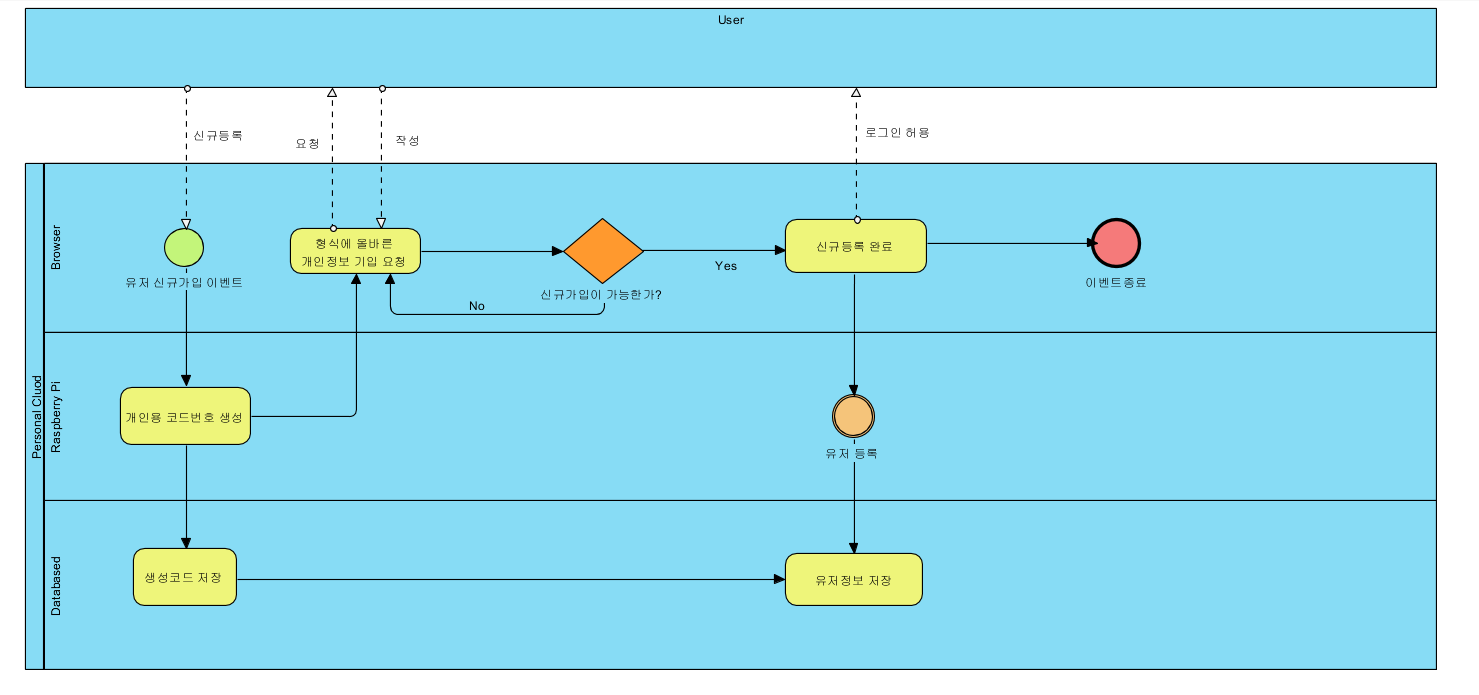 User
신규등록
요청
작성
로그인 허용
Personal Cluod
Browser
유저 신규가입 이벤트
형식에 올바른
개인정보 기입 요청
신규가입이 가능한가?
Yes
No
신규등록 완료
이벤트종료
Raspberry Pi
개인용 코드번호 생성
유저 등록
Databased
생성코드 저장
유저정보 저장